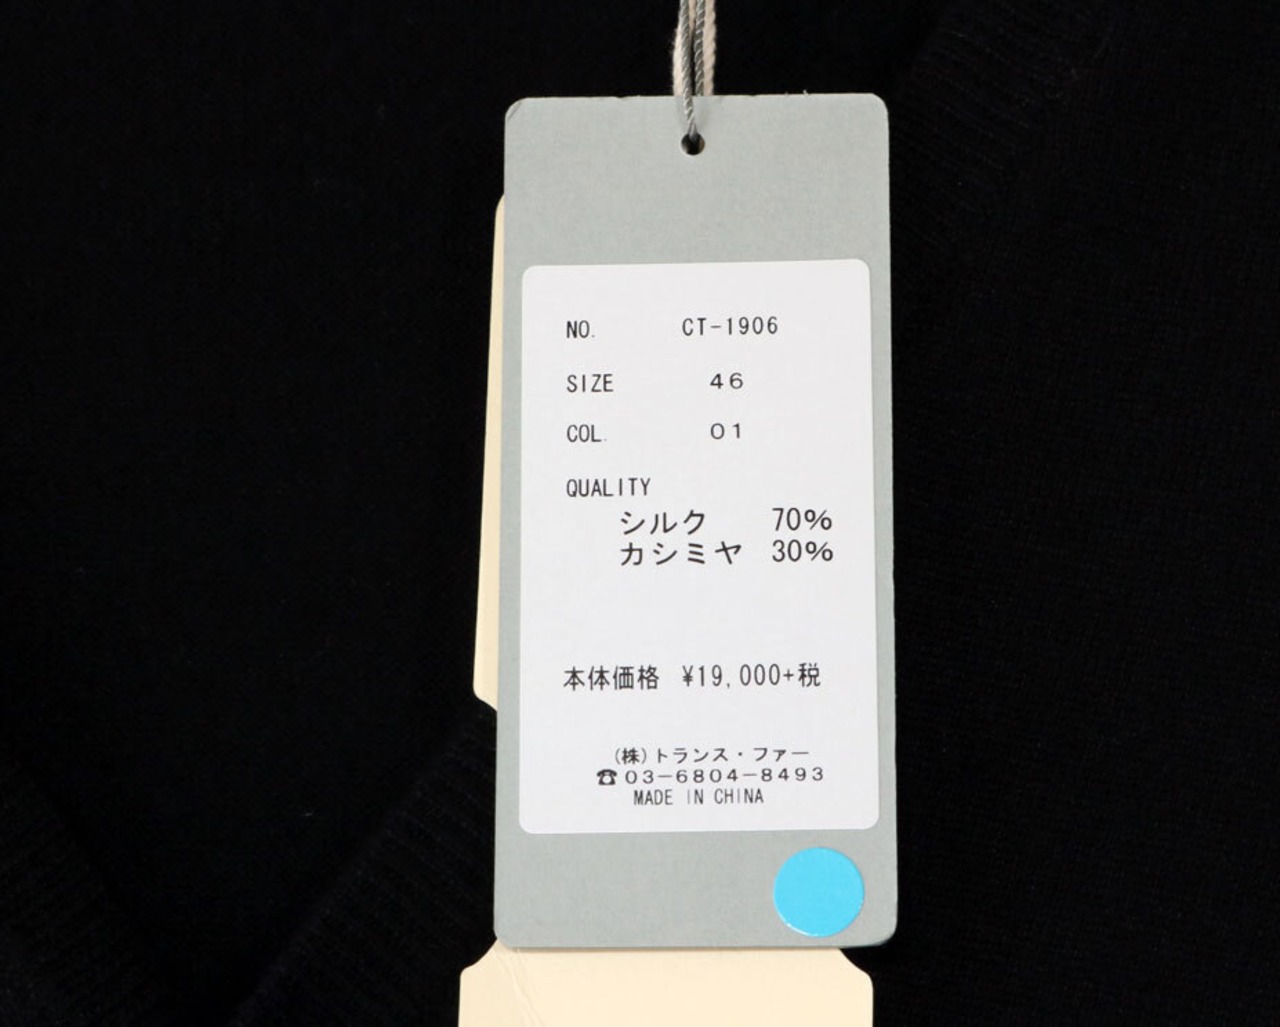 NO. CT-1906
SIZE 46
COL. 01
QUALITY
シルク 70%
カシミヤ 30%
本体価格 ¥19,000+税
(株)トランス・ファー
☎03-6804-8493
MADE IN CHINA